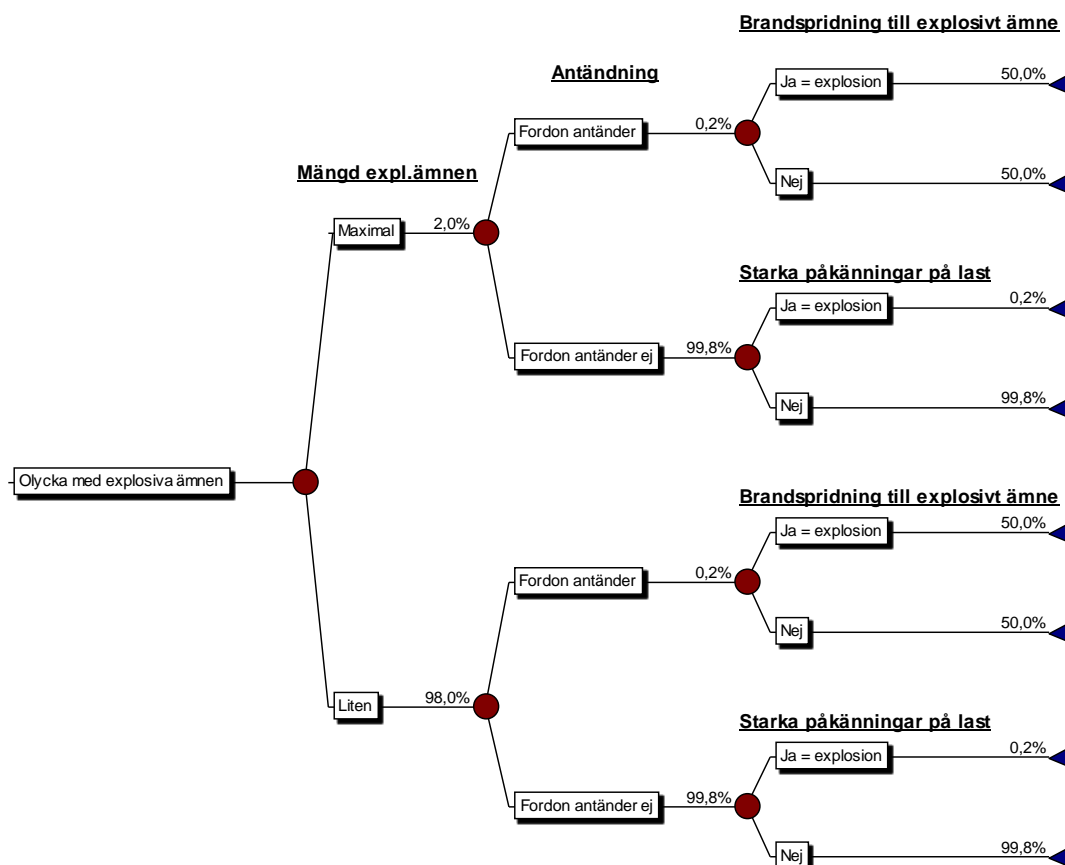 Brandspridning till explosivt ämne
Antändning
Ja = explosion 50,0%
Fordon antänder 0,2%
Mängd expl.ämnen
Nej 50,0%
Maximal 2,0%
Starka påkänningar på last
Ja = explosion 0,2%
Fordon antänder ej 99,8%
Nej 99,8%
Olycka med explosiva ämnen
Brandspridning till explosivt ämne
Ja = explosion 50,0%
Fordon antänder 0,2%
Nej 50,0%
Liten 98,0%
Starka påkänningar på last
Ja = explosion 0,2%
Fordon antänder ej 99,8%
Nej 99,8%